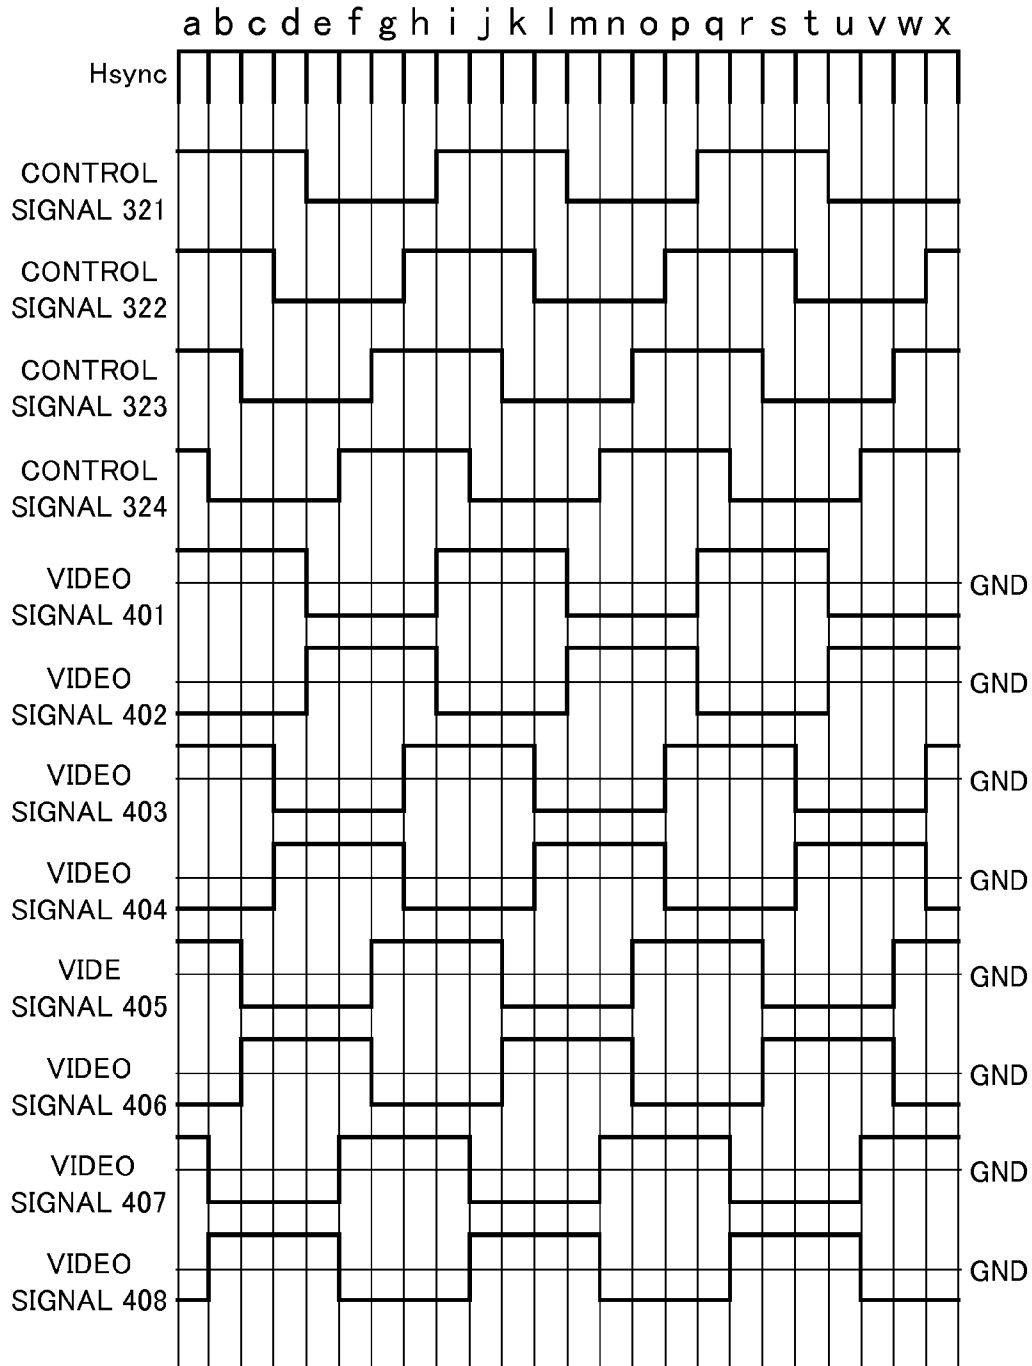 a b c d e f g h i j k l m n o p q r s t u v w x
Hsync
CONTROL
SIGNAL 321
CONTROL
SIGNAL 322
CONTROL
SIGNAL 323
CONTROL
SIGNAL 324
VIDEO
SIGNAL 401
GND
VIDEO
SIGNAL 402
GND
VIDEO
SIGNAL 403
GND
VIDEO
SIGNAL 404
GND
VIDE
SIGNAL 405
GND
VIDEO
SIGNAL 406
GND
VIDEO
SIGNAL 407
GND
VIDEO
SIGNAL 408
GND